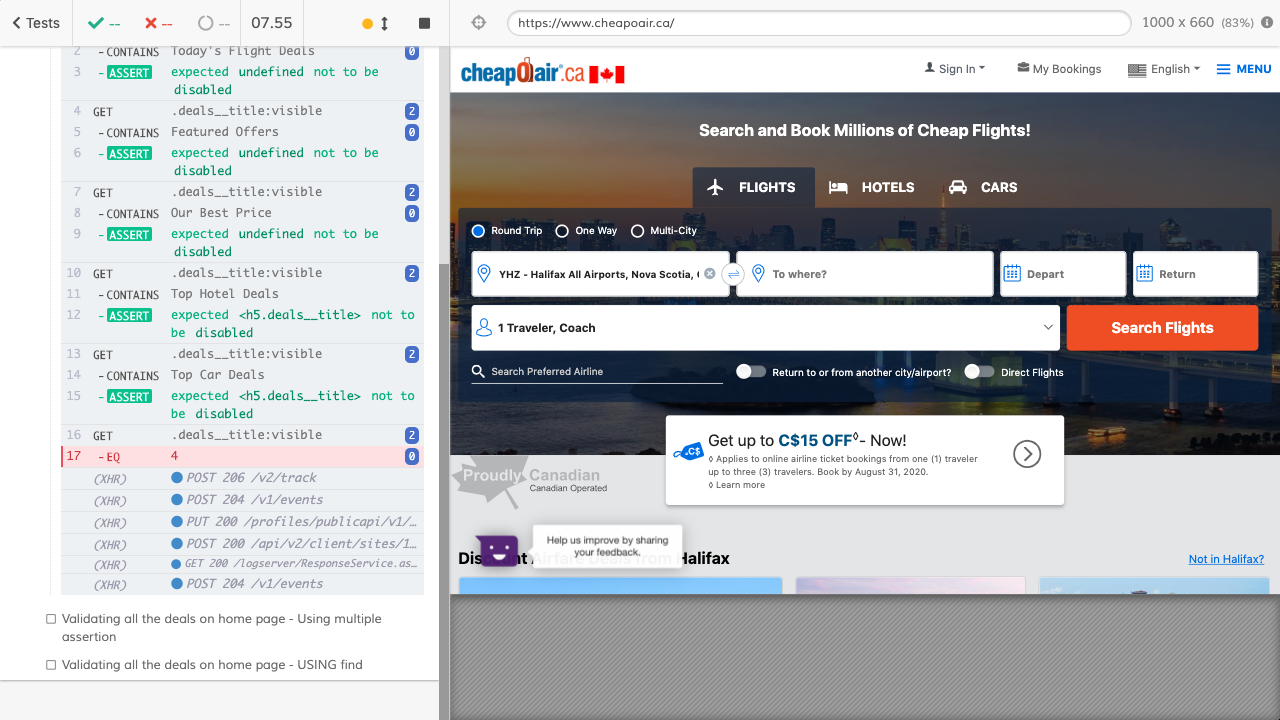 Tests
--
--
--
07.55
https://www.cheapoair.ca/
1000 x 660 (83%)
2 -CONTAINS Today's Flight Deals 0
3 -ASSERT expected undefined not to be
disabled
4 GET .deals__title:visible 2
5 -CONTAINS Featured Offers 0
6 -ASSERT expected undefined not to be
disabled
7 GET .deals__title:visible 2
8 -CONTAINS Our Best Price 0
9 -ASSERT expected undefined not to be
disabled
10 GET .deals__title:visible 2
11 -CONTAINS Top Hotel Deals
12 -ASSERT expected <h5.deals__title> not to
be disabled
13 GET .deals__title:visible 2
14 -CONTAINS Top Car Deals
15 -ASSERT expected <h5.deals__title> not to
be disabled
16 GET .deals__title:visible 2
17 -EQ 4 0
(XHR) POST 206 /v2/track
(XHR) POST 204 /v1/events
(XHR) PUT 200 /profiles/publicapi/v1/…
(XHR) POST 200 /api/v2/client/sites/1…
(XHR) GET 200 /logserver/ResponseService.as…
(XHR) POST 204 /v1/events
Validating all the deals on home page - Using multiple
assertion
Validating all the deals on home page - USING find
cheapOair.ca
Sign In
My Bookings
English
MENU
Search and Book Millions of Cheap Flights!
FLIGHTS
HOTELS
CARS
Round Trip
One Way
Multi-City
YHZ - Halifax All Airports, Nova Scotia, (
To where?
Depart
Return
1 Traveler, Coach
Search Flights
Search Preferred Airline
Return to or from another city/airport?
Direct Flights
.C$
Get up to C$15 OFF◊- Now!
◊ Applies to online airline ticket bookings from one (1) traveler
up to three (3) travelers. Book by August 31, 2020.
◊ Learn more
Proudly Canadian
Canadian Operated
Help us improve by sharing
your feedback.
Discount Airfare Deals from Halifax
Not in Halifax?